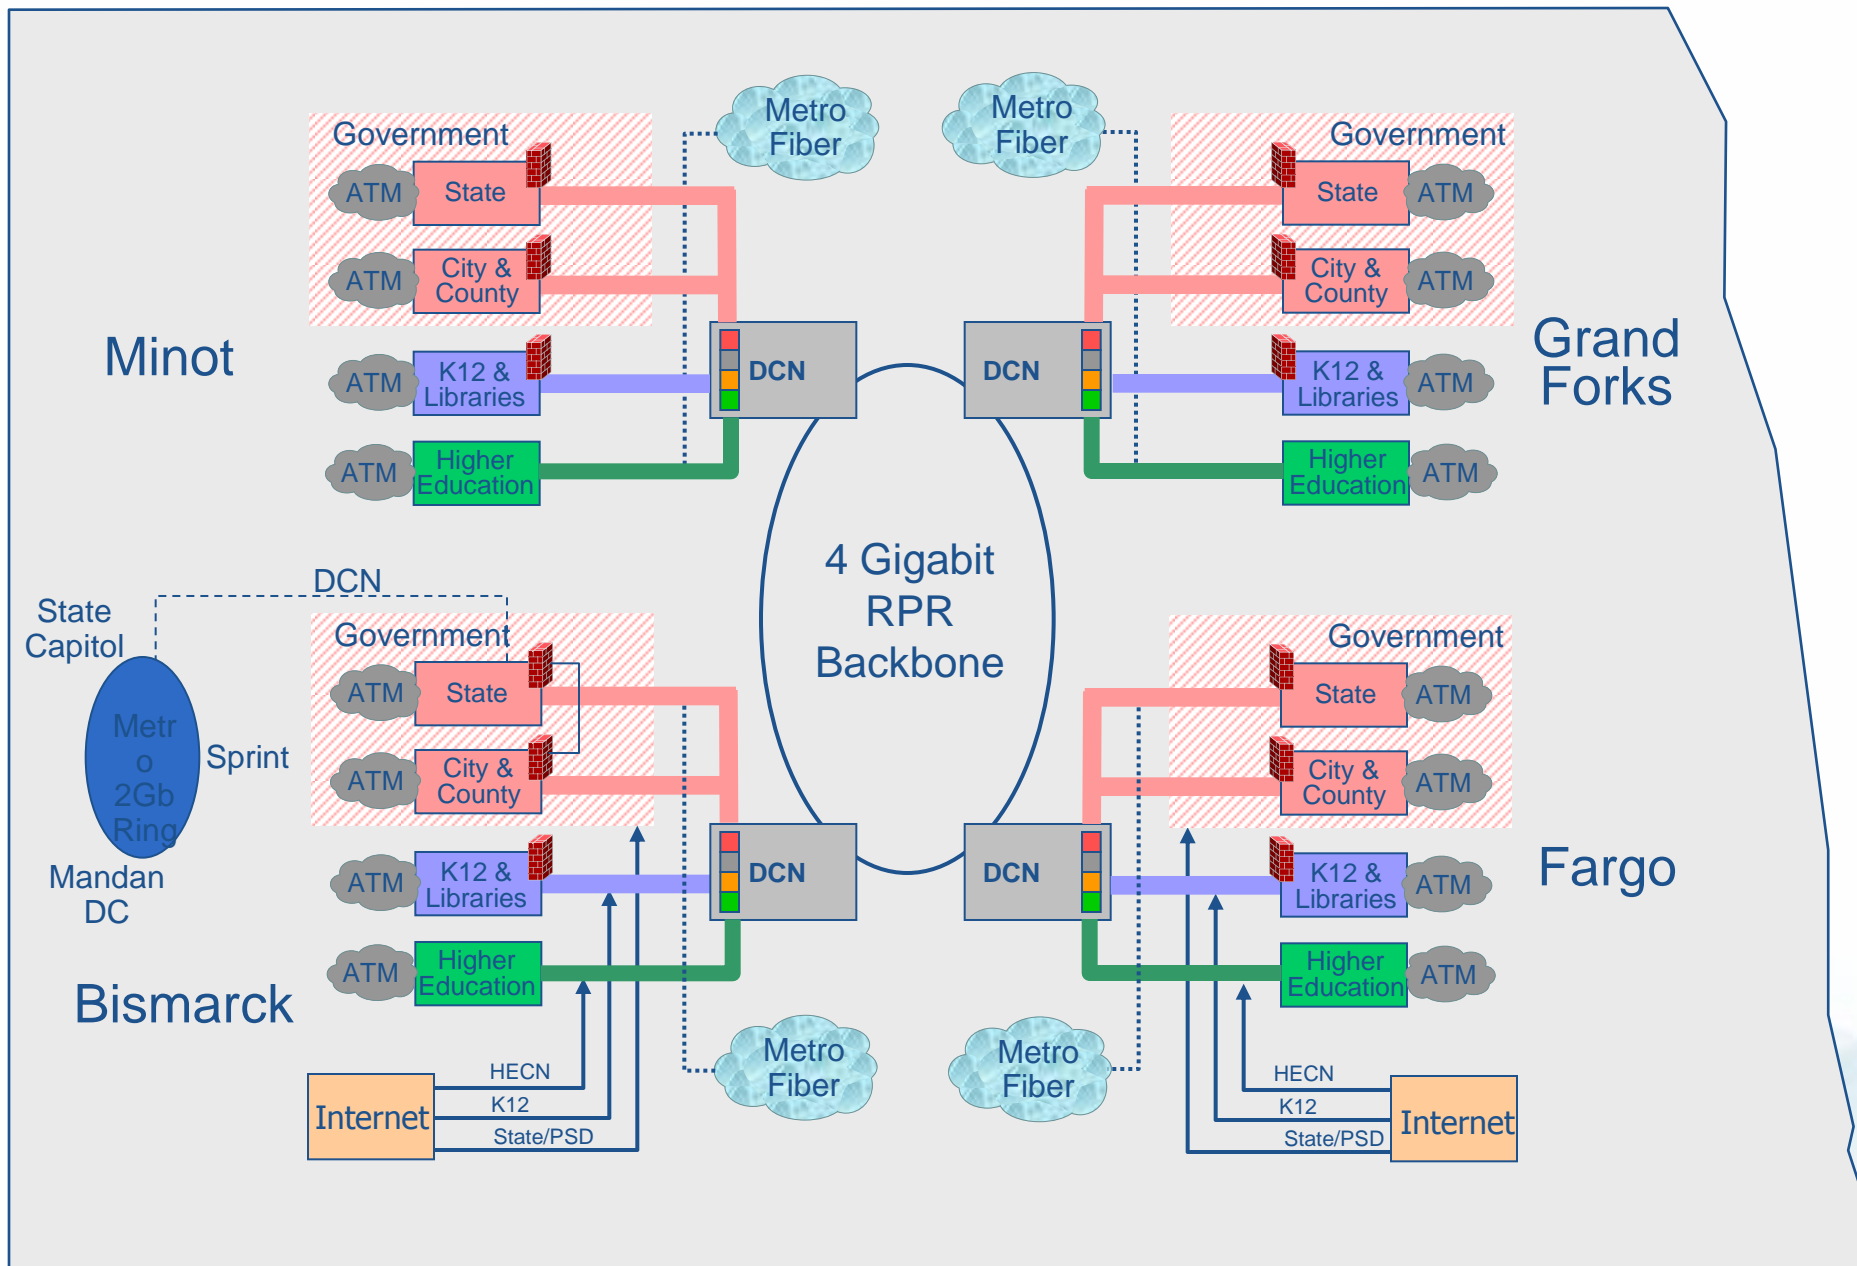 Metro
Fiber
Government
ATM
State
ATM
City &
County
Minot
ATM
K12 &
Libraries
DCN
ATM
Higher
Education
Metro
Fiber
Government
State
ATM
City &
County
ATM
Grand
Forks
DCN
K12 &
Libraries
ATM
Higher
Education
ATM
4 Gigabit
RPR
Backbone
DCN
State
Capitol
Metr
o
2Gb
Ring
Sprint
Mandan
DC
Government
ATM
State
ATM
City &
County
ATM
K12 &
Libraries
DCN
ATM
Higher
Education
Bismarck
Metro
Fiber
HECN
K12
State/PSD
Internet
Government
State
ATM
City &
County
ATM
DCN
K12 &
Libraries
ATM
Fargo
Higher
Education
ATM
Metro
Fiber
HECN
K12
State/PSD
Internet